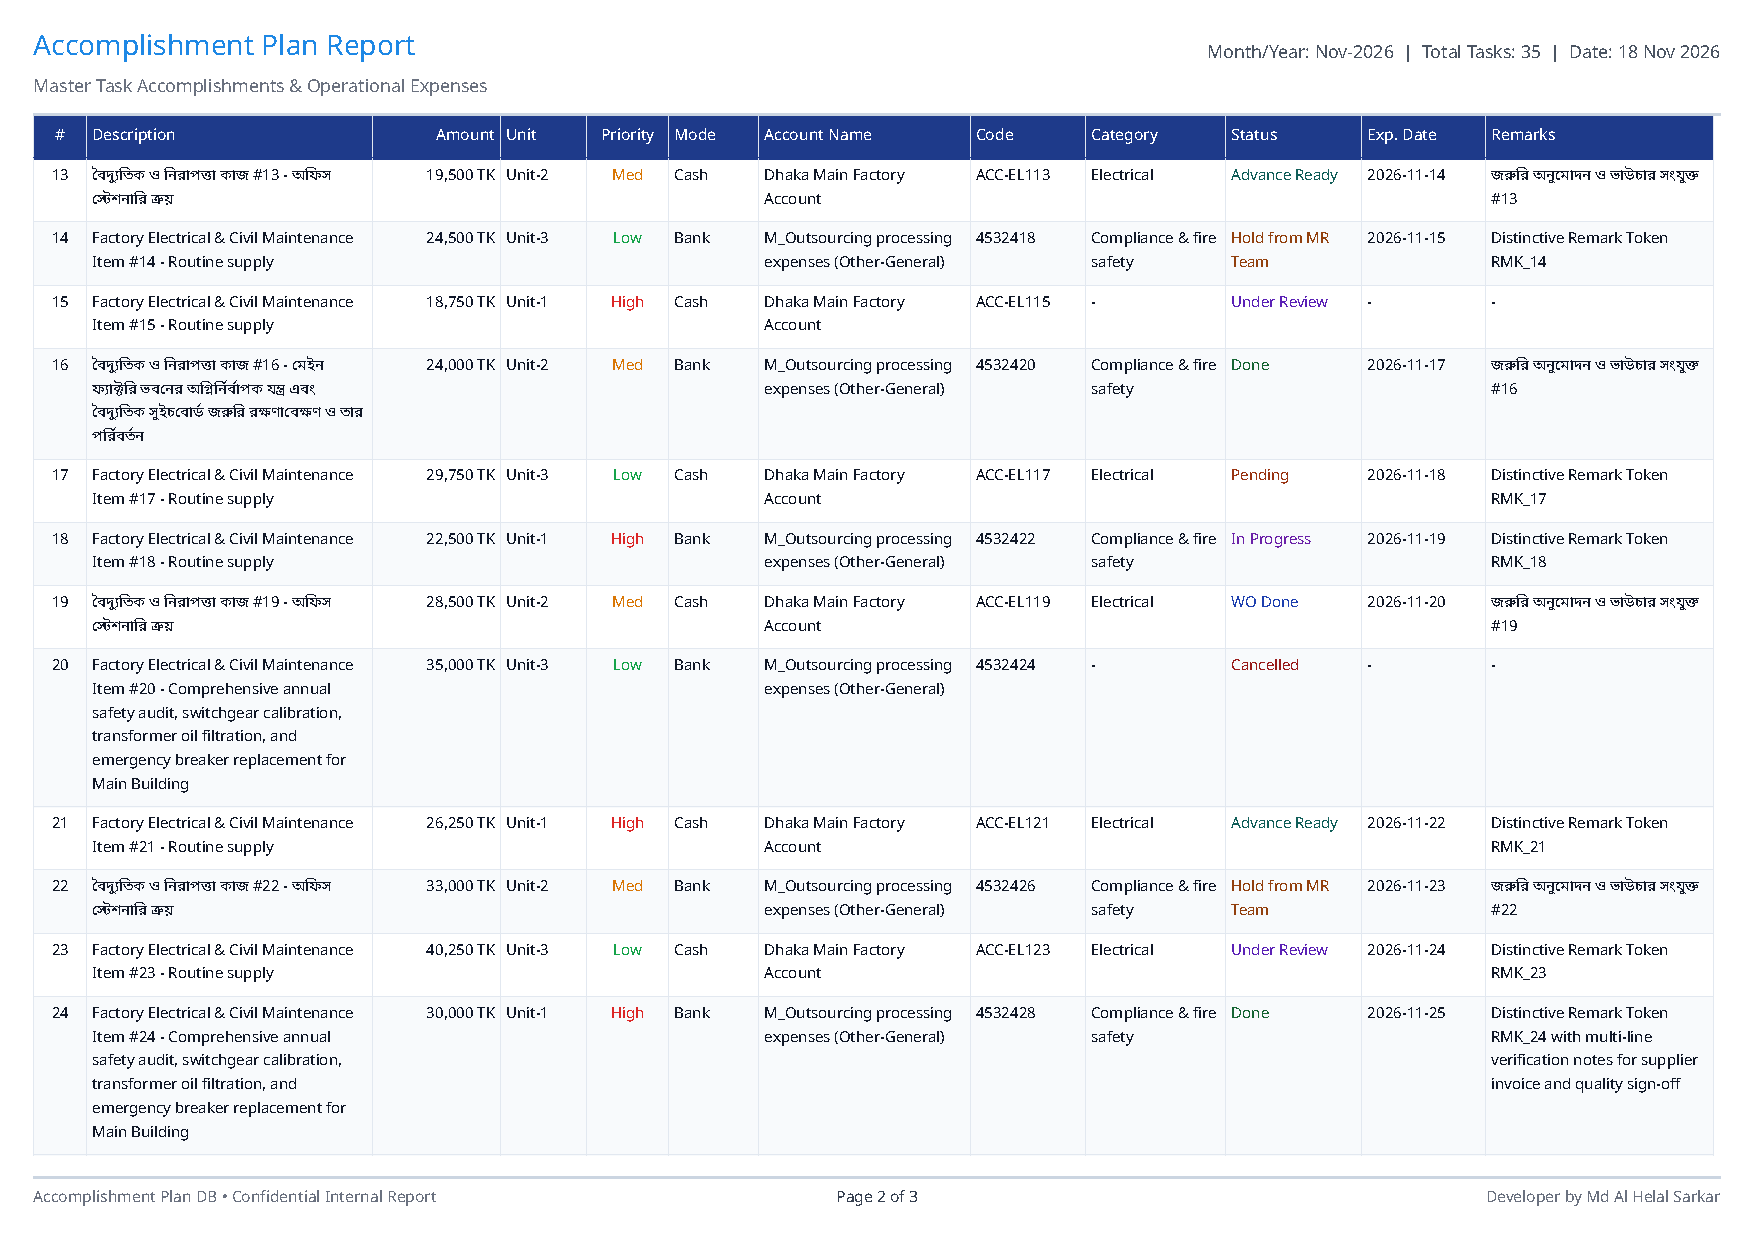 Accomplishment Plan Report
Month/Year: Nov-2026 | Total Tasks: 35 | Date: 18 Nov 2026
Master Task Accomplishments & Operational Expenses
# Description Amount Unit Priority Mode Account Name Code Category Status Exp. Date Remarks
13 বৈদ্যুতিক ও নিরাপত্তা কাজ #13 - অফিস 19,500 TK Unit-2 Med Cash Dhaka Main Factory ACC-EL113 Electrical Advance Ready 2026-11-14 জরুরি অনুমোদন ও ভাউচার সংযুক্ত
স্টেশনারি ক্রয় Account #13
14 Factory Electrical & Civil Maintenance 24,500 TK Unit-3 Low Bank M_Outsourcing processing 4532418 Compliance & fire Hold from MR 2026-11-15 Distinctive Remark Token
Item #14 - Routine supply expenses (Other-General) safety Team RMK_14
15 Factory Electrical & Civil Maintenance 18,750 TK Unit-1 High Cash Dhaka Main Factory ACC-EL115 - Under Review - -
Item #15 - Routine supply Account
16 বৈদ্যুতিক ও নিরাপত্তা কাজ #16 - মেইন 24,000 TK Unit-2 Med Bank M_Outsourcing processing 4532420 Compliance & fire Done 2026-11-17 জরুরি অনুমোদন ও ভাউচার সংযুক্ত
ফ্যাক্টরি ভবনের অগ্নিনির্বাপক যন্ত্র এবং expenses (Other-General) safety #16
বৈদ্যুতিক সুইচবোর্ড জরুরি রক্ষণাবেক্ষণ ও তার
পরিবর্তন
17 Factory Electrical & Civil Maintenance 29,750 TK Unit-3 Low Cash Dhaka Main Factory ACC-EL117 Electrical Pending 2026-11-18 Distinctive Remark Token
Item #17 - Routine supply Account RMK_17
18 Factory Electrical & Civil Maintenance 22,500 TK Unit-1 High Bank M_Outsourcing processing 4532422 Compliance & fire In Progress 2026-11-19 Distinctive Remark Token
Item #18 - Routine supply expenses (Other-General) safety RMK_18
19 বৈদ্যুতিক ও নিরাপত্তা কাজ #19 - অফিস 28,500 TK Unit-2 Med Cash Dhaka Main Factory ACC-EL119 Electrical WO Done 2026-11-20 জরুরি অনুমোদন ও ভাউচার সংযুক্ত
স্টেশনারি ক্রয় Account #19
20 Factory Electrical & Civil Maintenance 35,000 TK Unit-3 Low Bank M_Outsourcing processing 4532424 - Cancelled - -
Item #20 - Comprehensive annual expenses (Other-General)
safety audit, switchgear calibration,
transformer oil filtration, and
emergency breaker replacement for
Main Building
21 Factory Electrical & Civil Maintenance 26,250 TK Unit-1 High Cash Dhaka Main Factory ACC-EL121 Electrical Advance Ready 2026-11-22 Distinctive Remark Token
Item #21 - Routine supply Account RMK_21
22 বৈদ্যুতিক ও নিরাপত্তা কাজ #22 - অফিস 33,000 TK Unit-2 Med Bank M_Outsourcing processing 4532426 Compliance & fire Hold from MR 2026-11-23 জরুরি অনুমোদন ও ভাউচার সংযুক্ত
স্টেশনারি ক্রয় expenses (Other-General) safety Team #22
23 Factory Electrical & Civil Maintenance 40,250 TK Unit-3 Low Cash Dhaka Main Factory ACC-EL123 Electrical Under Review 2026-11-24 Distinctive Remark Token
Item #23 - Routine supply Account RMK_23
24 Factory Electrical & Civil Maintenance 30,000 TK Unit-1 High Bank M_Outsourcing processing 4532428 Compliance & fire Done 2026-11-25 Distinctive Remark Token
Item #24 - Comprehensive annual expenses (Other-General) safety RMK_24 with multi-line
safety audit, switchgear calibration, verification notes for supplier
transformer oil filtration, and invoice and quality sign-off
emergency breaker replacement for
Main Building
Accomplishment Plan DB • Confidential Internal Report Page 2 of 3 Developer by Md Al Helal Sarkar